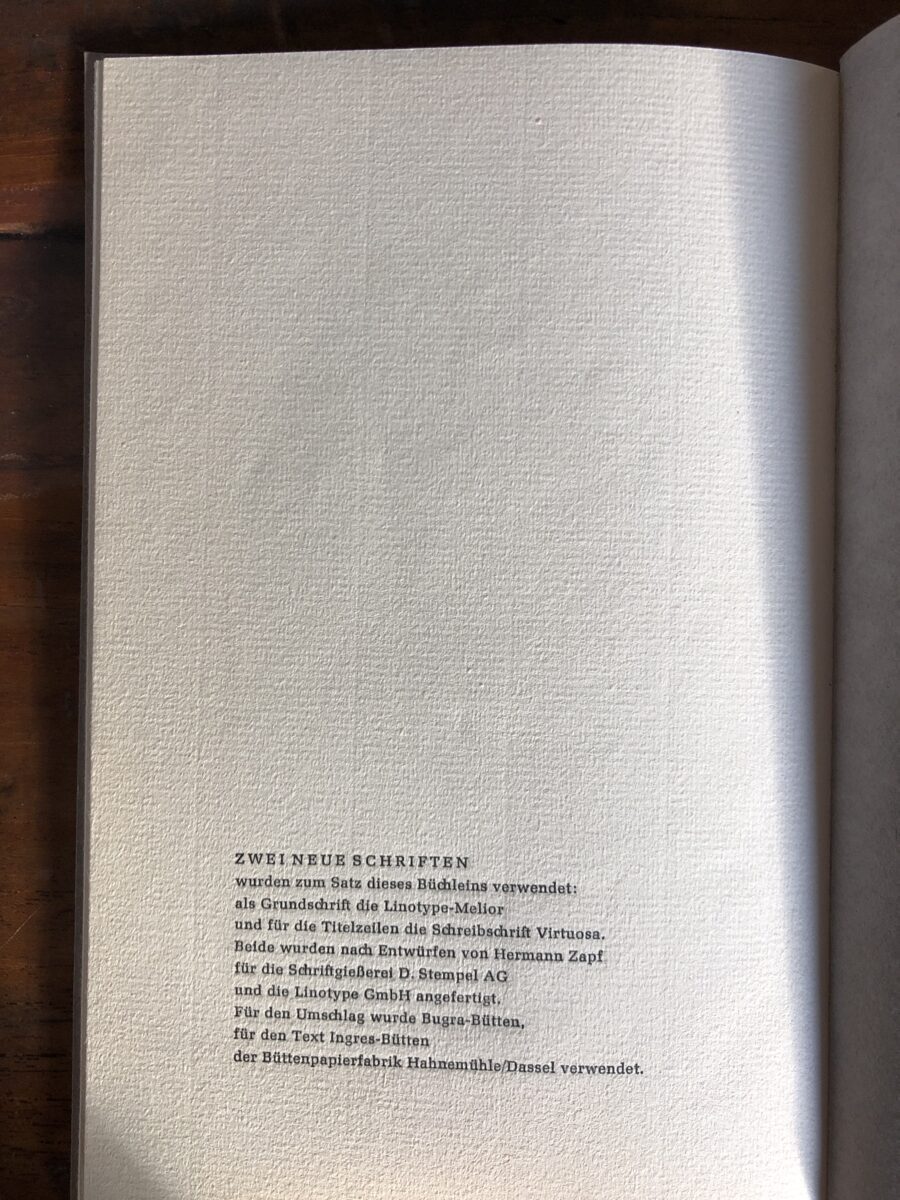 ZWEI NEUE SCHRIFTEN
wurden zum Satz dieses Büchleins verwendet:
als Grundschrift die Linotype-Melior
und für die Titelzeilen die Schreibschrift Virtuosa.
Beide wurden nach Entwürfen von Hermann Zapf
für die Schriftgießerei D. Stempel AG
und die Linotype GmbH angefertigt.
Für den Umschlag wurde Bugra-Bütten,
für den Text Ingres-Bütten
der Büttenpapierfabrik Hahnemühle/Dassel verwendet.